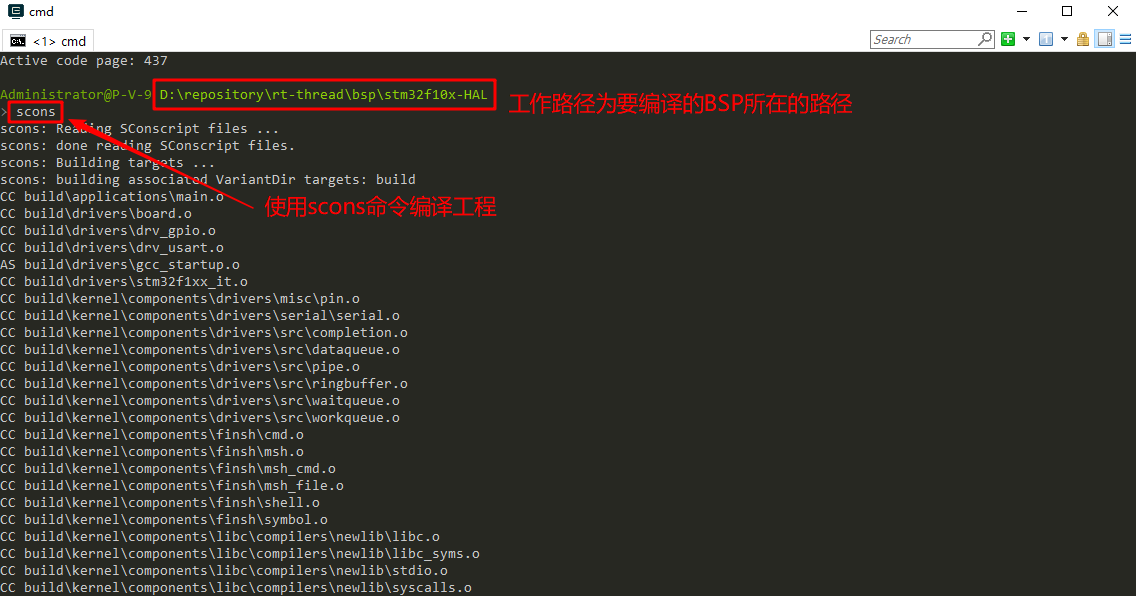 cmd
<1> cmd
Search
Active code page: 437
Administrator@P-V-9 D:\repository\rt-thread\bsp\stm32f10x-HAL
工作路径为要编译的BSP所在的路径
> scons
scons: Reading SConscript files ...
scons: done reading SConscript files.
scons: Building targets ...
scons: building associated VariantDir targets: build
CC build\applications\main.o
使用scons命令编译工程
CC build\drivers\board.o
CC build\drivers\drv_gpio.o
CC build\drivers\drv_usart.o
AS build\drivers\gcc_startup.o
CC build\drivers\stm32f1xx_it.o
CC build\kernel\components\drivers\misc\pin.o
CC build\kernel\components\drivers\serial\serial.o
CC build\kernel\components\drivers\src\completion.o
CC build\kernel\components\drivers\src\dataqueue.o
CC build\kernel\components\drivers\src\pipe.o
CC build\kernel\components\drivers\src\ringbuffer.o
CC build\kernel\components\drivers\src\waitqueue.o
CC build\kernel\components\drivers\src\workqueue.o
CC build\kernel\components\finsh\cmd.o
CC build\kernel\components\finsh\msh.o
CC build\kernel\components\finsh\msh_cmd.o
CC build\kernel\components\finsh\msh_file.o
CC build\kernel\components\finsh\shell.o
CC build\kernel\components\finsh\symbol.o
CC build\kernel\components\libc\compilers\newlib\libc.o
CC build\kernel\components\libc\compilers\newlib\libc_syms.o
CC build\kernel\components\libc\compilers\newlib\stdio.o
CC build\kernel\components\libc\compilers\newlib\syscalls.o